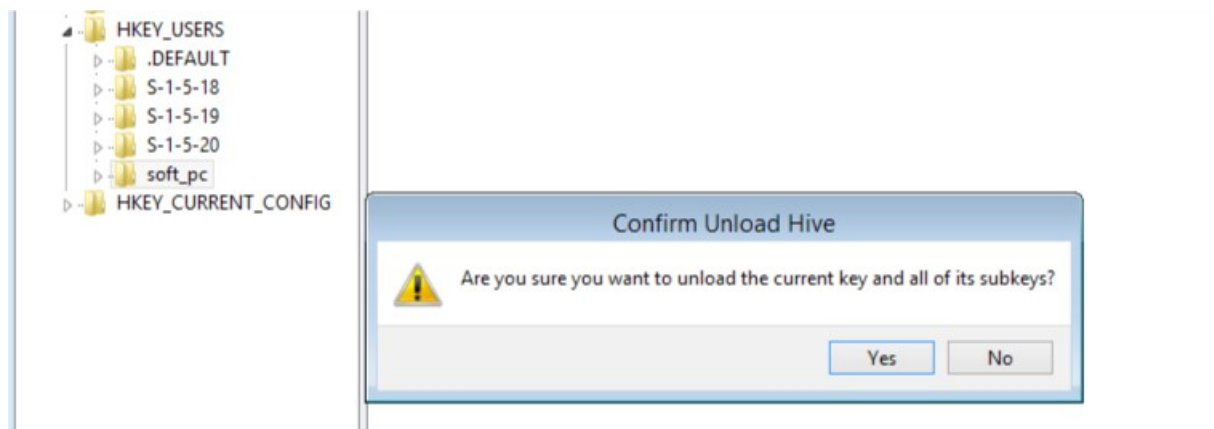 HKEY_USERS
.DEFAULT
S-1-5-18
S-1-5-19
S-1-5-20
soft_pc
HKEY_CURRENT_CONFIG
Confirm Unload Hive
Are you sure you want to unload the current key and all of its subkeys?
Yes No